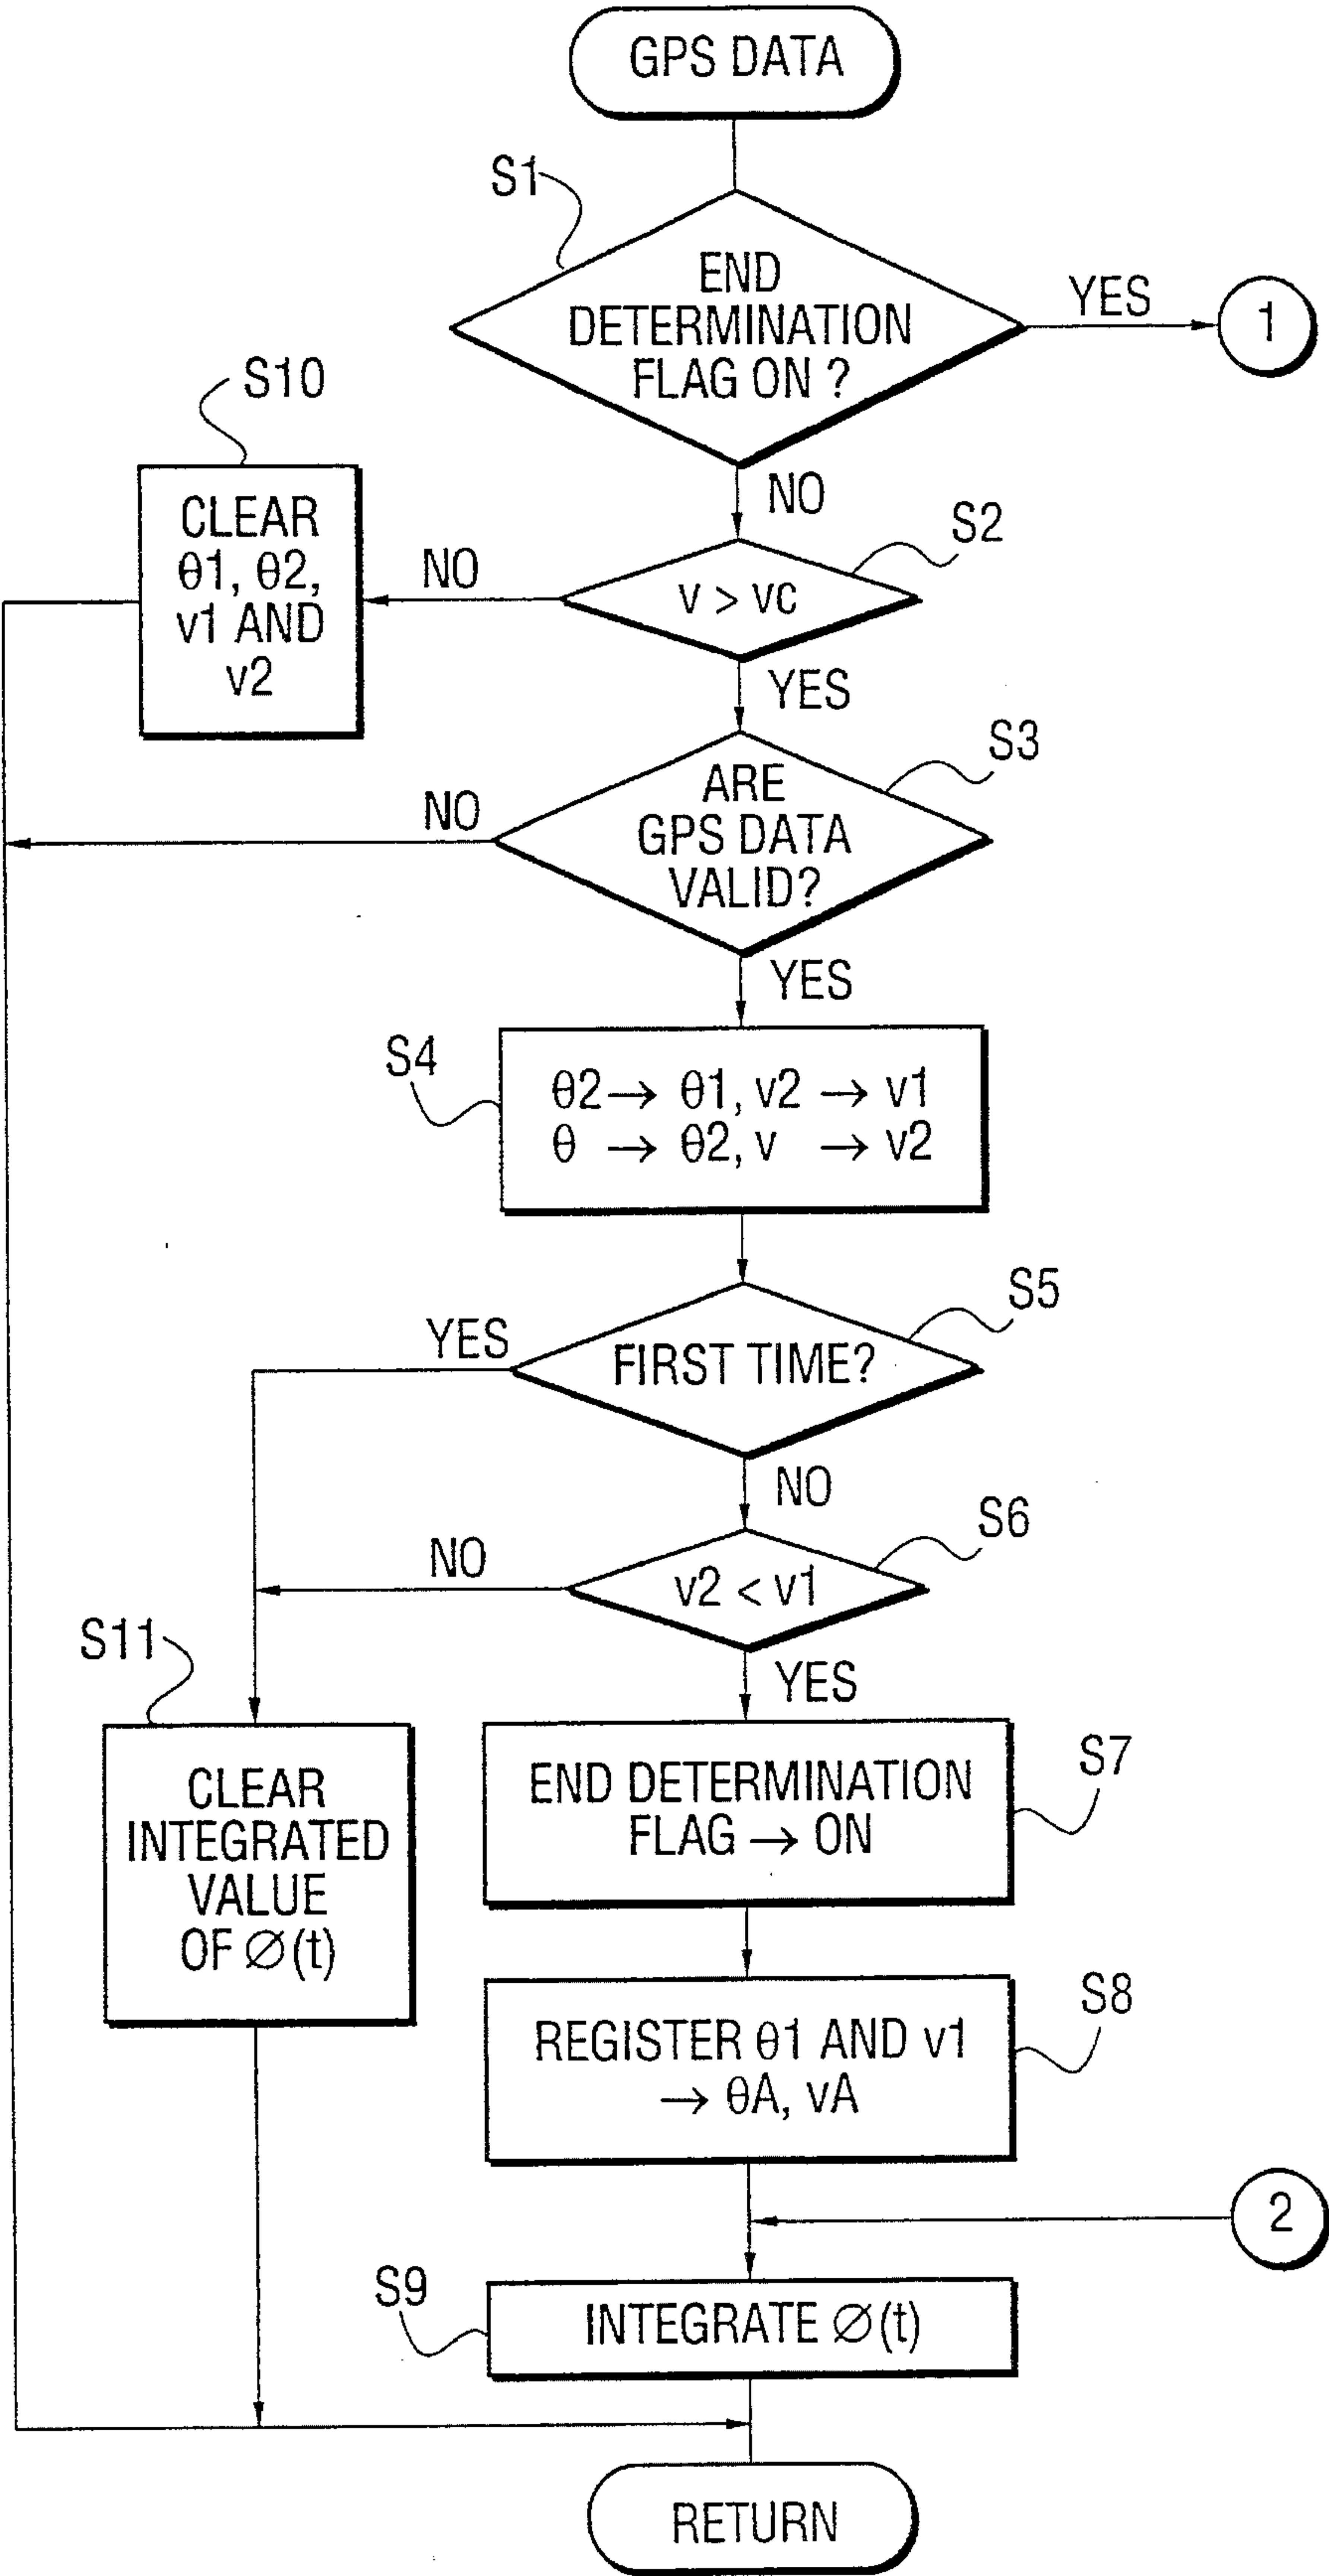 GPS DATA
S1
END
DETERMINATION
FLAG ON ?
YES
1
S10
CLEAR
θ1, θ2,
v1 AND
v2
NO
NO
S2
v > vc
YES
S3
ARE
GPS DATA
VALID?
NO
YES
S4
θ2 → θ1, v2 → v1
θ → θ2, v → v2
S5
YES
FIRST TIME?
NO
S6
NO
v2 < v1
YES
S11
CLEAR
INTEGRATED
VALUE
OF ∅(t)
S7
END DETERMINATION
FLAG → ON
S8
REGISTER θ1 AND v1
→ θA, vA
2
S9
INTEGRATE ∅(t)
RETURN